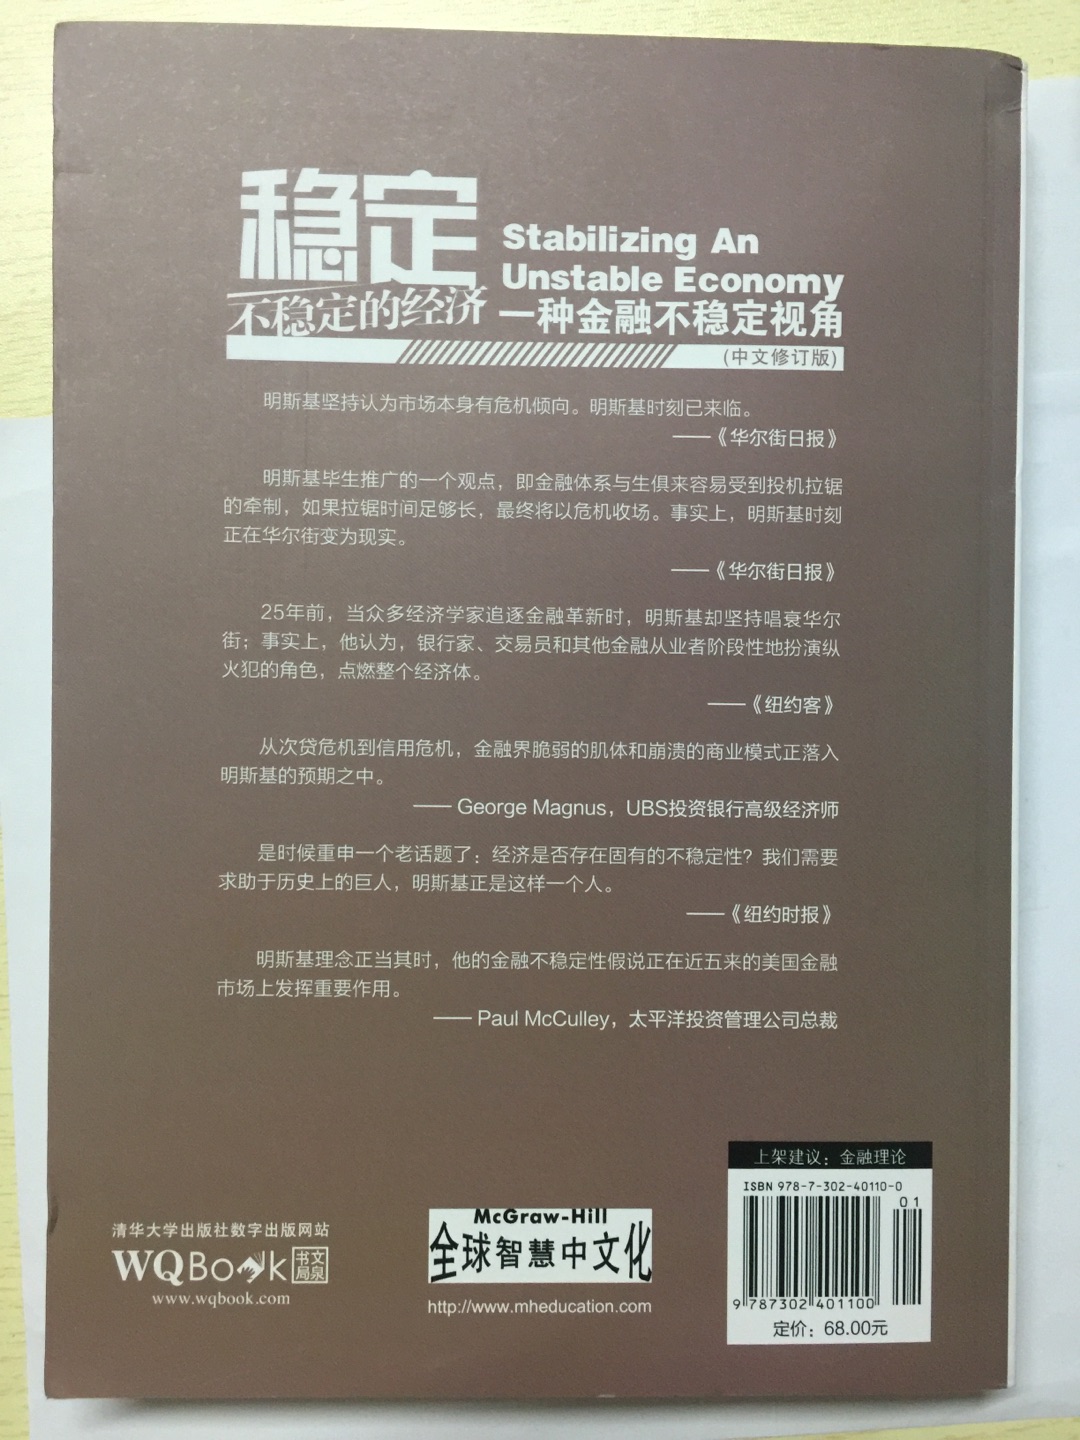 稳定
不稳定的经济
Stabilizing An
Unstable Economy
一种金融不稳定视角
(中文修订版)
明斯基坚持认为市场本身有危机倾向。明斯基时刻已来临。
——《华尔街日报》
明斯基毕生推广的一个观点，即金融体系与生俱来容易受到投机拉锯
的牵制，如果拉锯时间足够长，最终将以危机收场。事实上，明斯基时刻
正在华尔街变为现实。
——《华尔街日报》
25年前，当众多经济学家追逐金融革新时，明斯基却坚持唱衰华尔
街；事实上，他认为，银行家、交易员和其他金融从业者阶段性地扮演纵
火犯的角色，点燃整个经济体。
——《纽约客》
从次贷危机到信用危机，金融界脆弱的肌体和崩溃的商业模式正落入
明斯基的预期之中。
—— George Magnus，UBS投资银行高级经济师
是时候重申一个老话题了：经济是否存在固有的不稳定性？我们需要
求助于历史上的巨人，明斯基正是这样一个人。
——《纽约时报》
明斯基理念正当其时，他的金融不稳定性假说正在近五来的美国金融
市场上发挥重要作用。
—— Paul McCulley，太平洋投资管理公司总裁
清华大学出版社数字出版网站
WQBook 文泉书局
www.wqbook.com
McGraw-Hill
全球智慧中文化
http://www.mheducation.com
上架建议：金融理论
ISBN 978-7-302-40110-0
01
9 787302 401100
定价：68.00元